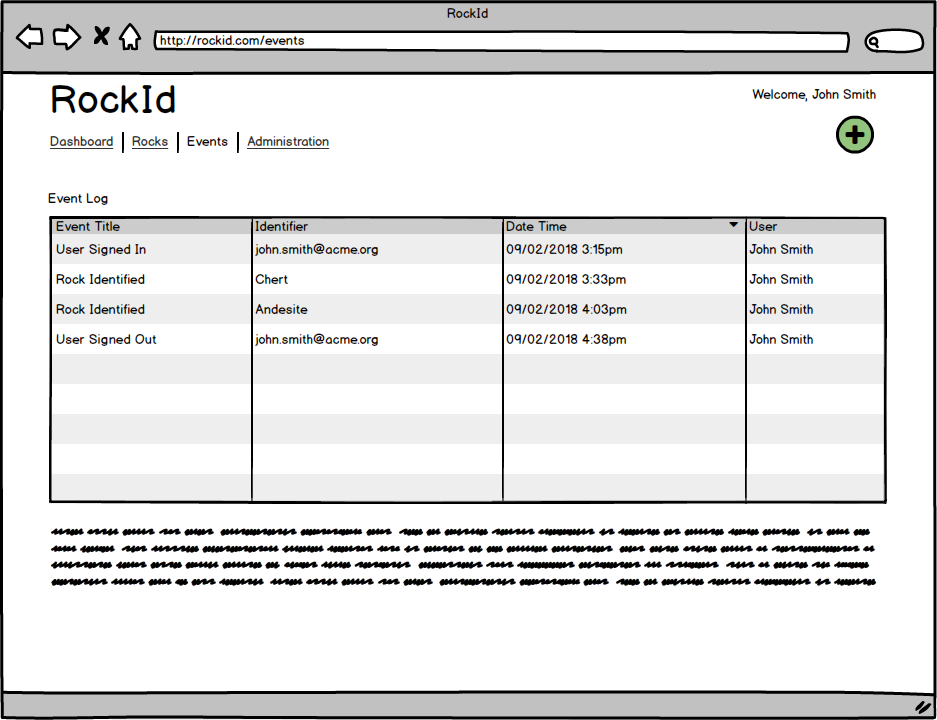 RockId
http://rockid.com/events
RockId
Welcome, John Smith
Dashboard Rocks Events Administration
Event Log
Event Title Identifier Date Time User
User Signed In john.smith@acme.org 09/02/2018 3:15pm John Smith
Rock Identified Chert 09/02/2018 3:33pm John Smith
Rock Identified Andesite 09/02/2018 4:03pm John Smith
User Signed Out john.smith@acme.org 09/02/2018 4:38pm John Smith